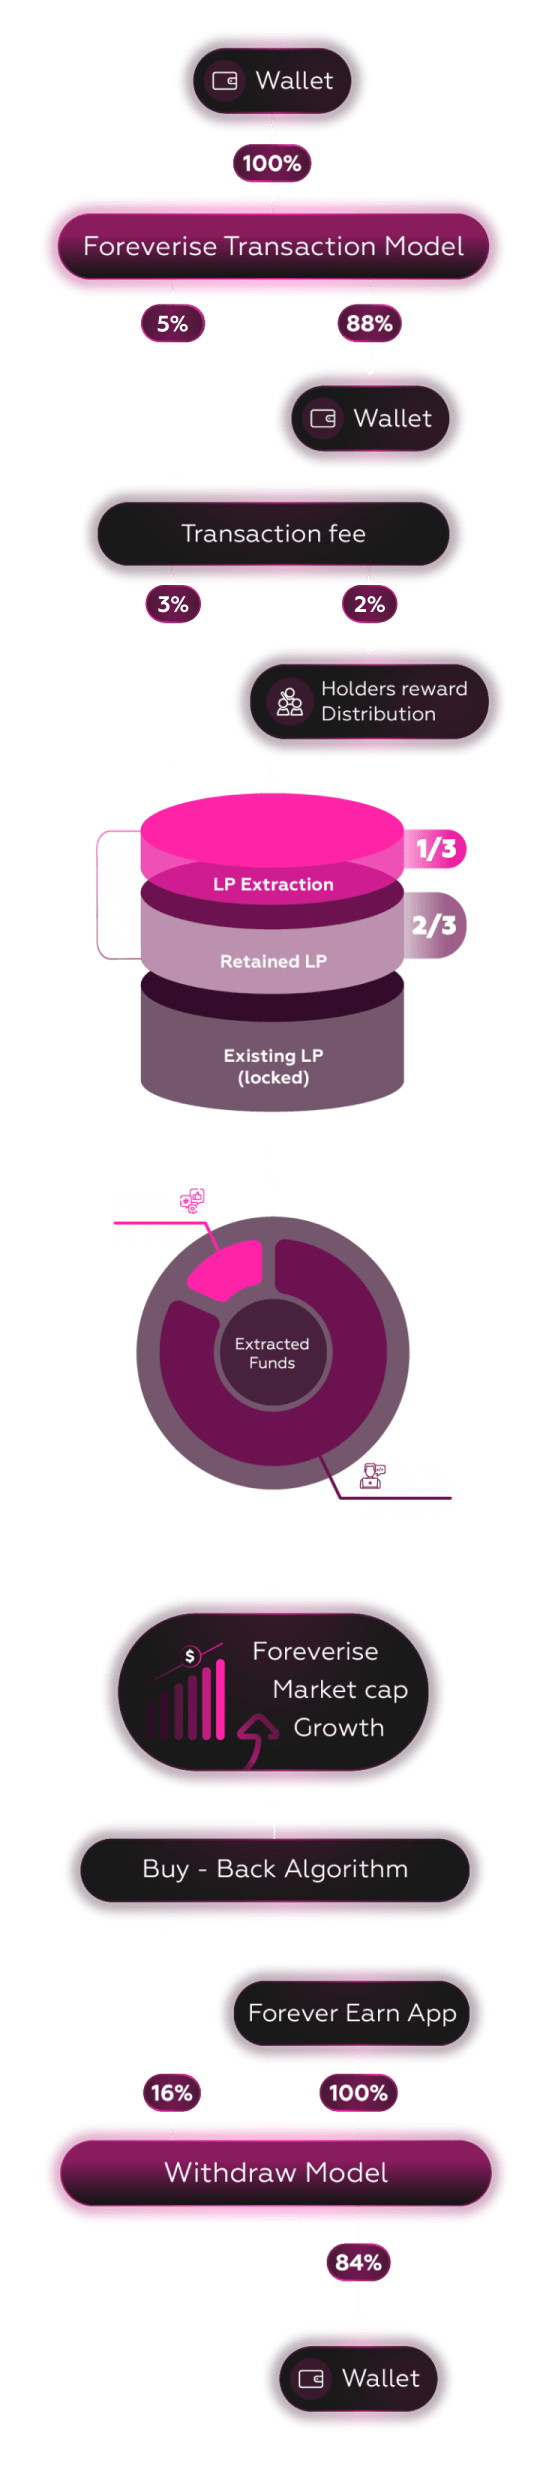 Wallet
100%
Foreverise Transaction Model
5%
88%
Wallet
Transaction fee
3%
2%
Holders reward
Distribution
1/3
LP Extraction
2/3
Retained LP
Existing LP
(locked)
Extracted
Funds
$
Foreverise
Market cap
Growth
Buy - Back Algorithm
Forever Earn App
16%
100%
Withdraw Model
84%
Wallet